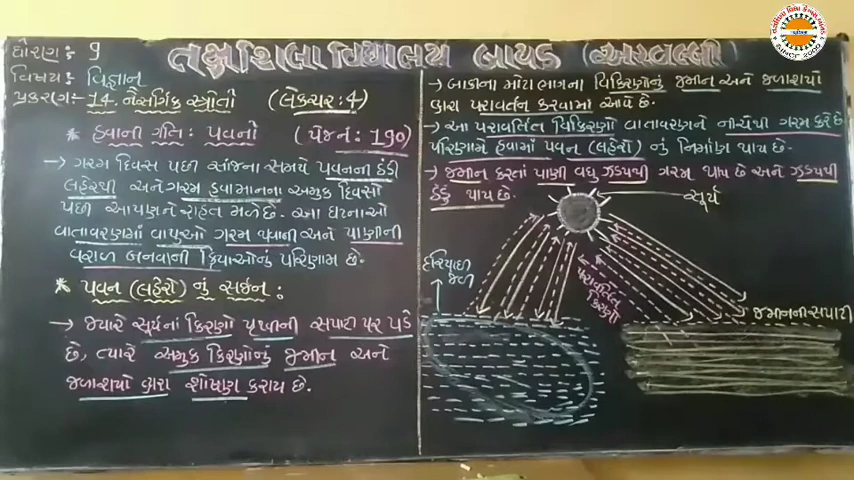 ધોરણ : 9
તક્ષશિલા વિદ્યાલય બાયડ (અરવલ્લી)
વિષય : વિજ્ઞાન
પ્રકરણ :- 14. નૈસર્ગિક સ્ત્રોતો (લેક્ચર : 4)
* હવાની ગતિ : પવનો (પેજ નં : 190)
→ ગરમ દિવસ પછી સાંજના સમયે પવનની ઠંડી
લહેરથી અને ગરમ હવામાનના અમુક દિવસો
પછી આપણને રાહત મળે છે. આ ઘટનાઓ
વાતાવરણમાં વાયુઓ ગરમ થવાની અને પાણીની
વરાળ બનવાની ક્રિયાઓનું પરિણામ છે.
* પવન (લહેરો) નું સર્જન :
→ જ્યારે સૂર્યનાં કિરણો પૃથ્વીની સપાટી પર પડે
છે, ત્યારે અમુક કિરણોનું જમીન અને
જળાશયો દ્વારા શોષણ કરાય છે.
→ બાકીના મોટા ભાગના વિકિરણોનું જમીન અને જળાશયો
દ્વારા પરાવર્તન કરવામાં આવે છે.
→ આ પરાવર્તિત વિકિરણો વાતાવરણને નીચેથી ગરમ કરે છે
પરિણામે હવામાં પવન (લહેરો) નું નિર્માણ થાય છે.
→ જમીન કરતાં પાણી વધુ ઝડપથી ગરમ થાય છે અને ઝડપથી
ઠંડું થાય છે.
સૂર્ય
પરાવર્તિત
કિરણો
જમીનની સપાટી